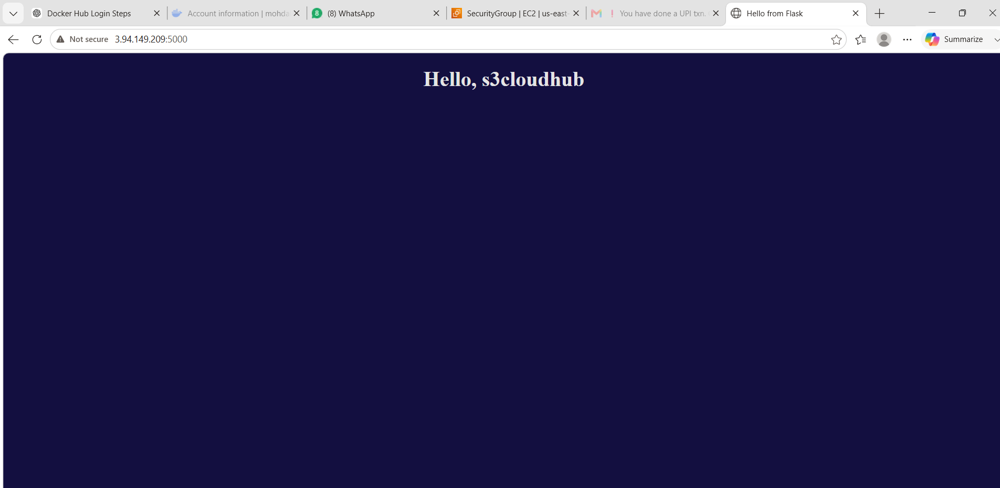 Docker Hub Login Steps
Account information | mohda
8
(8) WhatsApp
SecurityGroup | EC2 | us-east-
! You have done a UPI txn.
Hello from Flask
Not secure 3.94.149.209:5000
Summarize
Hello, s3cloudhub